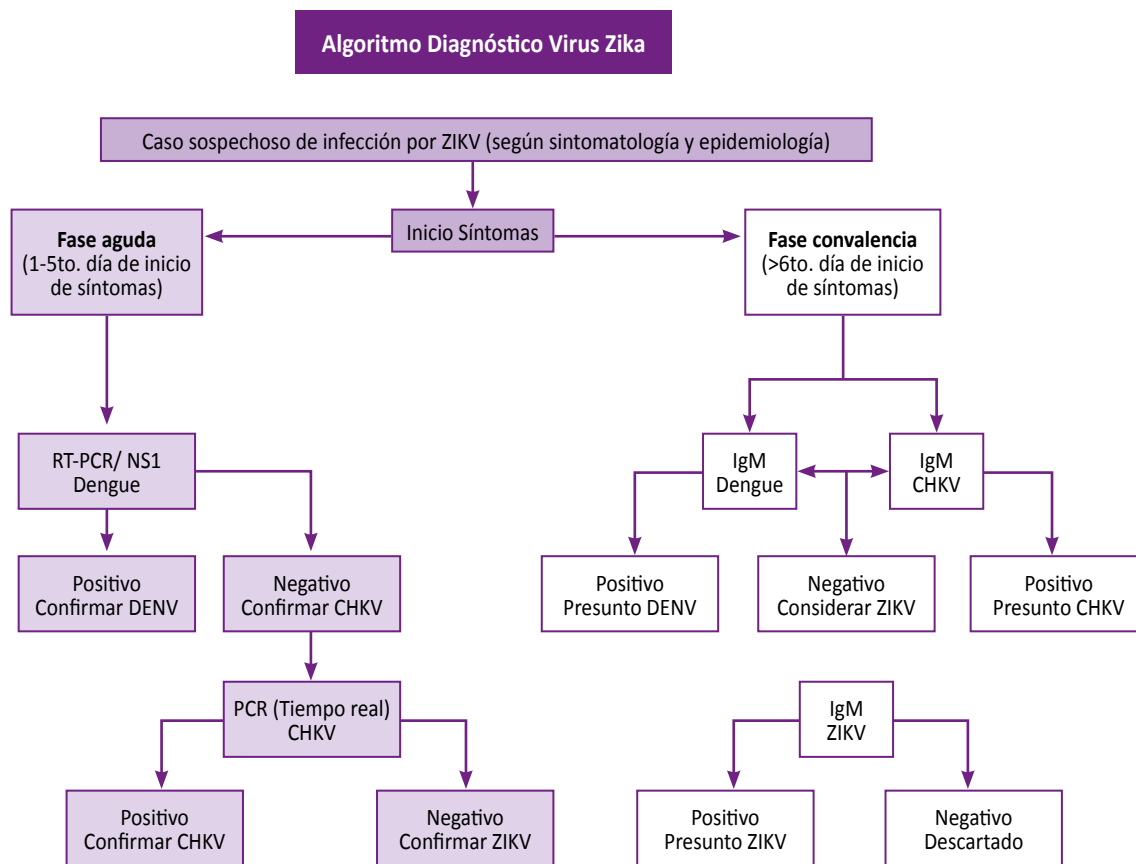 Algoritmo Diagnóstico Virus Zika
Caso sospechoso de infección por ZIKV (según sintomatología y epidemiología)
Inicio Síntomas
Fase aguda
(1-5to. día de inicio
de síntomas)
Fase convalencia
(>6to. día de inicio
de síntomas)
RT-PCR/ NS1
Dengue
IgM
Dengue
IgM
CHKV
Positivo
Confirmar DENV
Negativo
Confirmar CHKV
Positivo
Presunto DENV
Negativo
Considerar ZIKV
Positivo
Presunto CHKV
PCR (Tiempo real)
CHKV
IgM
ZIKV
Positivo
Confirmar CHKV
Negativo
Confirmar ZIKV
Positivo
Presunto ZIKV
Negativo
Descartado